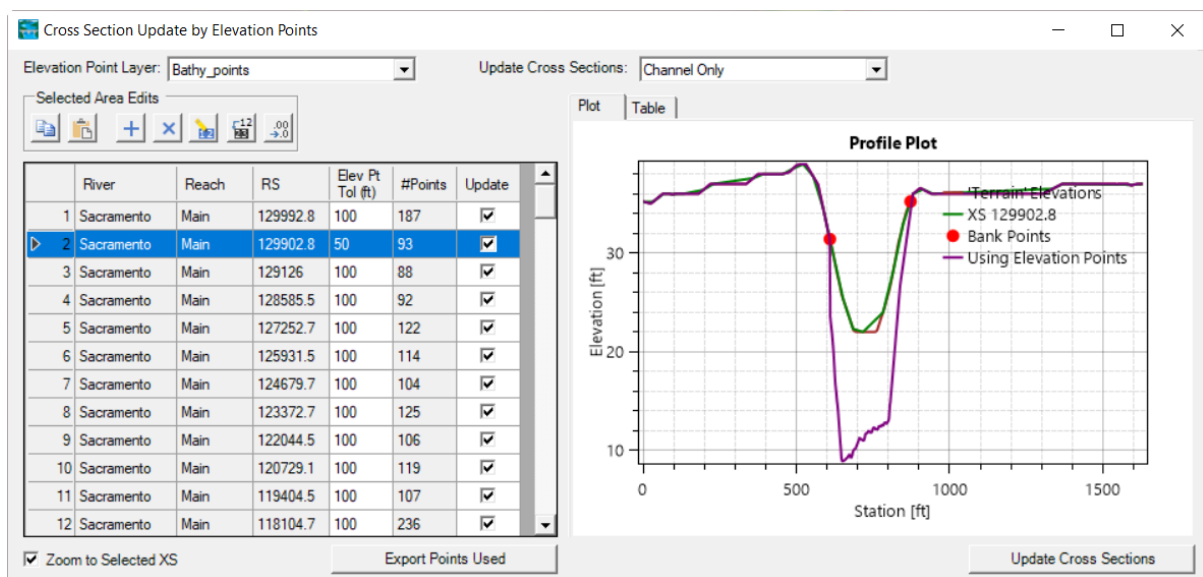 Cross Section Update by Elevation Points
Elevation Point Layer: Bathy_points Update Cross Sections: Channel Only
Selected Area Edits
Plot Table
River Reach RS Elev Pt Tol (ft) #Points Update
1 Sacramento Main 129992.8 100 187
2 Sacramento Main 129902.8 50 93
3 Sacramento Main 129126 100 88
4 Sacramento Main 128585.5 100 92
5 Sacramento Main 127252.7 100 122
6 Sacramento Main 125931.5 100 114
7 Sacramento Main 124679.7 100 104
8 Sacramento Main 123372.7 100 125
9 Sacramento Main 122044.5 100 106
10 Sacramento Main 120729.1 100 119
11 Sacramento Main 119404.5 100 107
12 Sacramento Main 118104.7 100 236
Profile Plot
'Terrain' Elevations
XS 129902.8
Bank Points
Using Elevation Points
Elevation [ft]
30
20
10
0 500 1000 1500
Station [ft]
Zoom to Selected XS Export Points Used Update Cross Sections